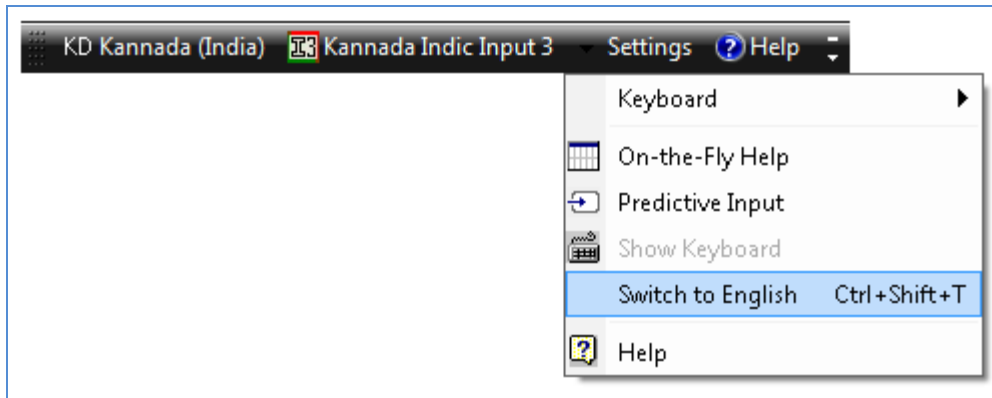 KD Kannada (India) Kannada Indic Input 3 Settings Help
Keyboard
On-the-Fly Help
Predictive Input
Show Keyboard
Switch to English Ctrl+Shift+T
Help